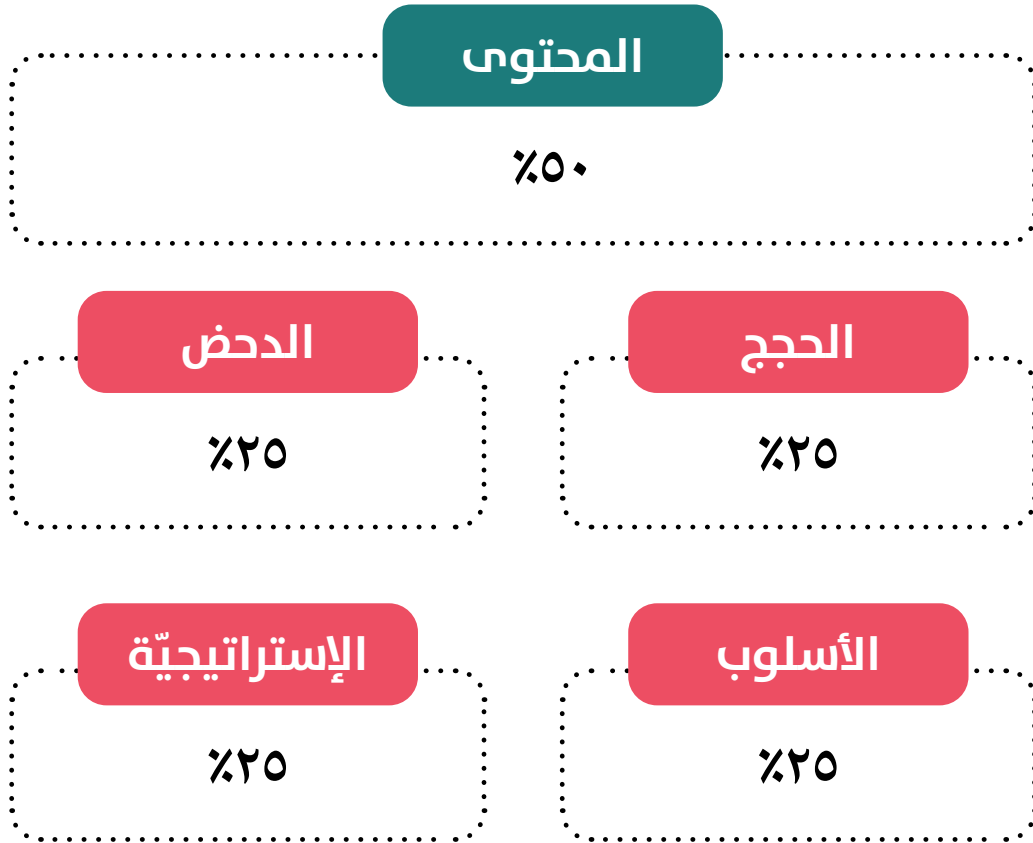 المحتوى
٥٠٪
الحجج
الدحض
٢٥٪
٢٥٪
الأسلوب
الإستراتيجيّة
٢٥٪
٢٥٪